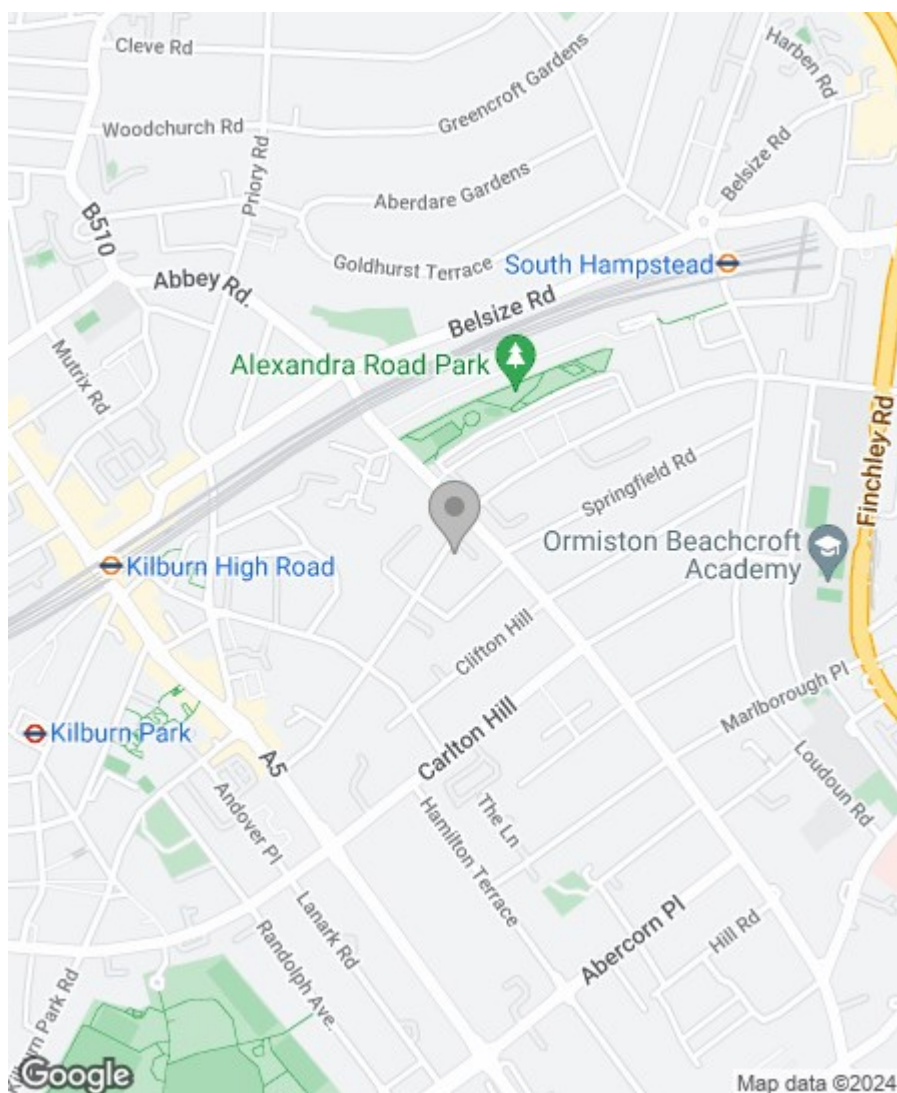 Cleve Rd
Harben Rd
Greencroft Gardens
Woodchurch Rd
Belsize Rd
Priory Rd
Aberdare Gardens
B510
Goldhurst Terrace
South Hampstead
Abbey Rd.
Belsize Rd
Alexandra Road Park
Mutrix Rd
Finchley Rd
Springfield Rd
Ormiston Beachcroft
Academy
Kilburn High Road
Clifton Hill
Marlborough Pl
Kilburn Park
Carlton Hill
A5
Loudoun Rd
Andover Pl
The Ln
Hamilton Terrace
Lanark Rd
Abercorn Pl
Hill Rd
Randolph Ave.
Kilburn Park Rd
Google
Map data ©2024